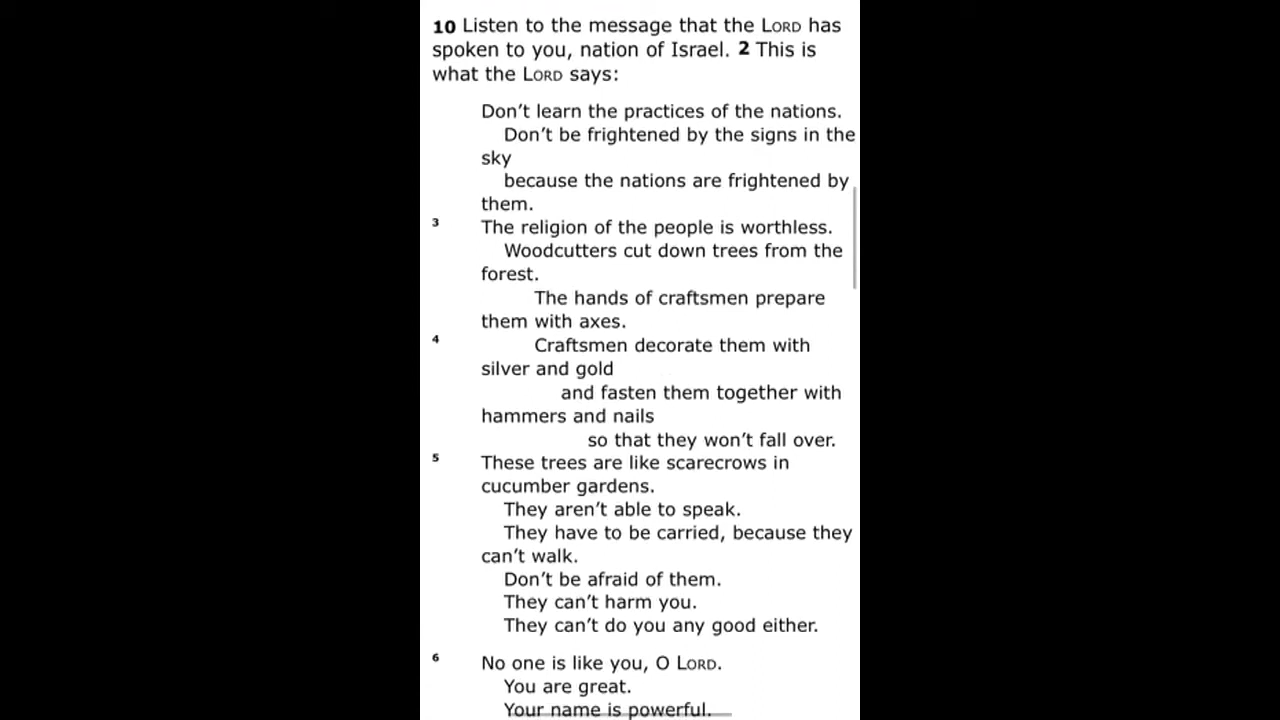 10 Listen to the message that the LORD has
spoken to you, nation of Israel. 2 This is
what the LORD says:
Don’t learn the practices of the nations.
Don’t be frightened by the signs in the
sky
because the nations are frightened by
them.
3 The religion of the people is worthless.
Woodcutters cut down trees from the
forest.
The hands of craftsmen prepare
them with axes.
4 Craftsmen decorate them with
silver and gold
and fasten them together with
hammers and nails
so that they won’t fall over.
5 These trees are like scarecrows in
cucumber gardens.
They aren’t able to speak.
They have to be carried, because they
can’t walk.
Don’t be afraid of them.
They can’t harm you.
They can’t do you any good either.
6 No one is like you, O LORD.
You are great.
Your name is powerful.